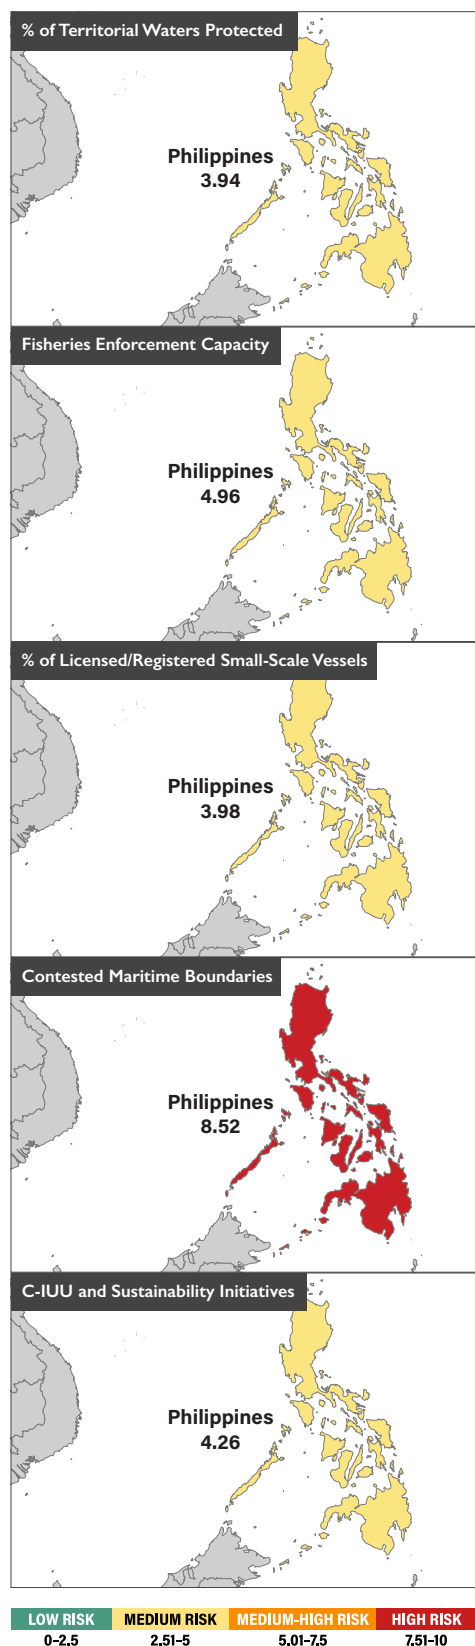 % of Territorial Waters Protected
Philippines
3.94
Fisheries Enforcement Capacity
Philippines
4.96
% of Licensed/Registered Small-Scale Vessels
Philippines
3.98
Contested Maritime Boundaries
Philippines
8.52
C-IUU and Sustainability Initiatives
Philippines
4.26
LOW RISK MEDIUM RISK MEDIUM-HIGH RISK HIGH RISK
0–2.5 2.51–5 5.01–7.5 7.51–10